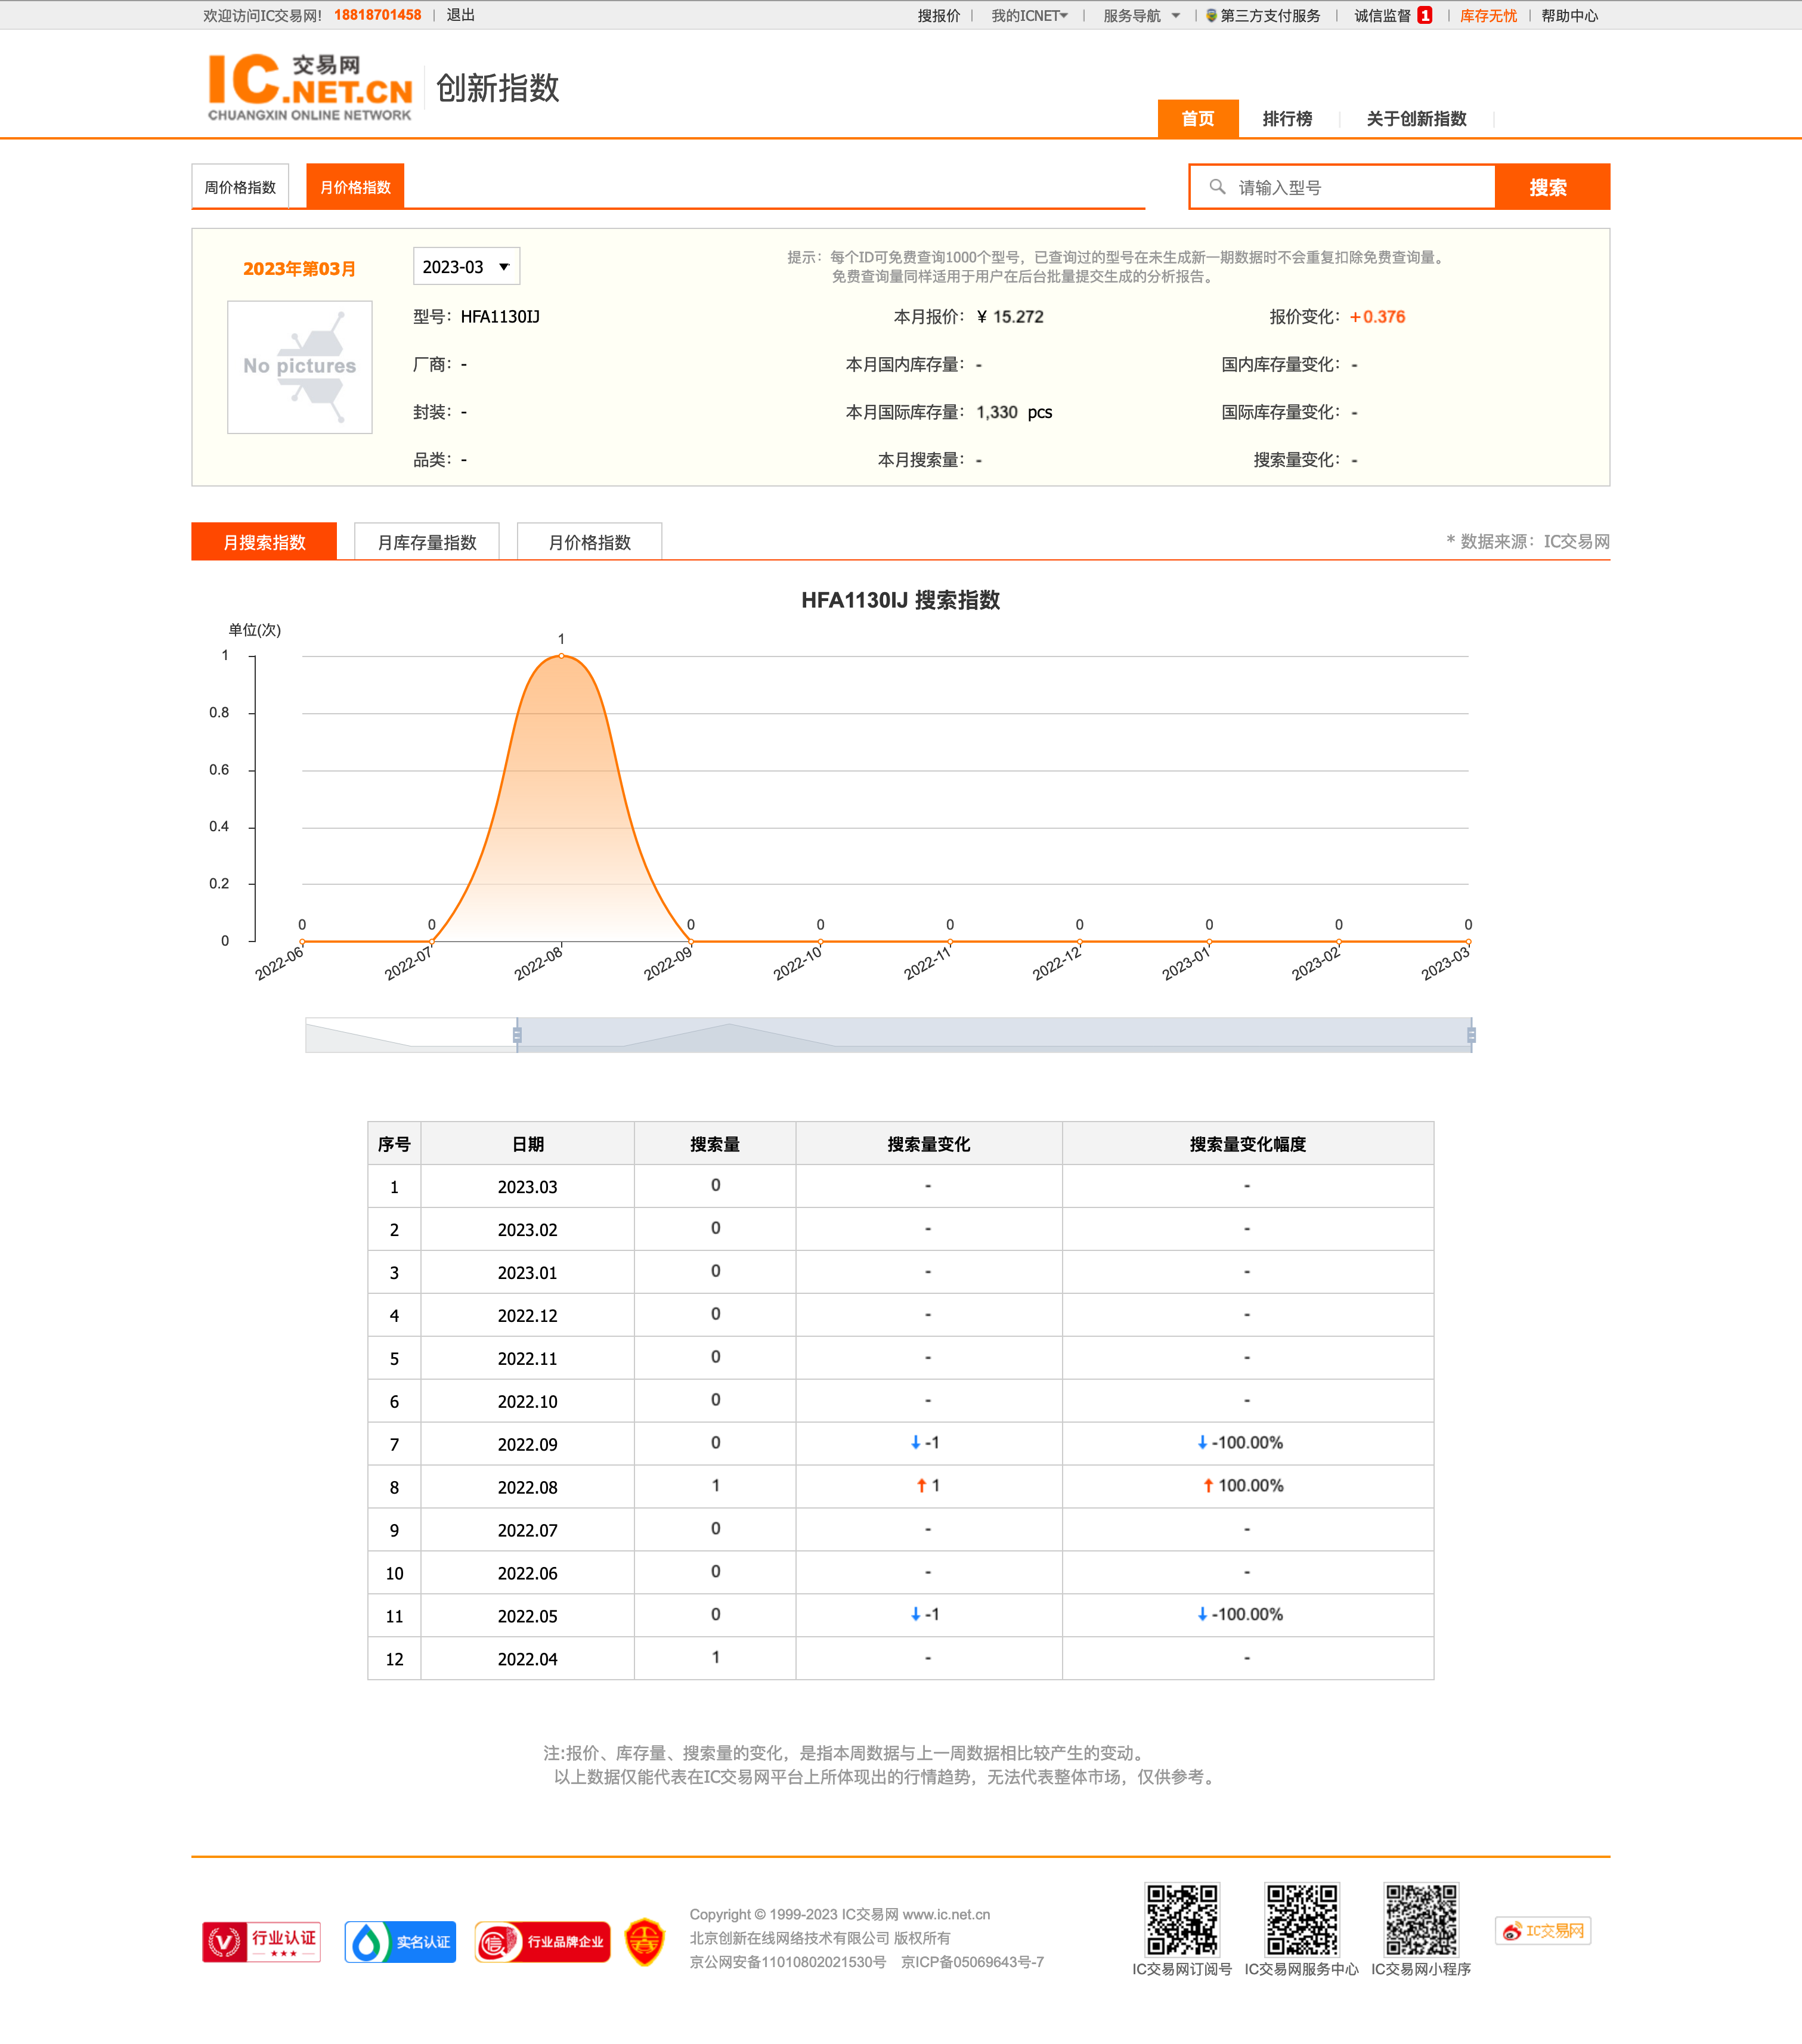 欢迎访问IC交易网! 18818701458 | 退出 搜报价 | 我的ICNET | 服务导航 | 第三方支付服务 | 诚信监督 1 | 库存无忧 | 帮助中心
IC交易网
.NET.CN
CHUANGXIN ONLINE NETWORK
创新指数
首页 排行榜 关于创新指数
周价格指数 月价格指数 请输入型号 搜索
2023年第03月 2023-03 提示：每个ID可免费查询1000个型号，已查询过的型号在未生成新一期数据时不会重复扣除免费查询量。
免费查询量同样适用于用户在后台批量提交生成的分析报告。
No pictures
型号：HFA1130IJ 本月报价：¥ 15.272 报价变化：+0.376
厂商：- 本月国内库存量：- 国内库存量变化：-
封装：- 本月国际库存量：1,330 pcs 国际库存量变化：-
品类：- 本月搜索量：- 搜索量变化：-
月搜索指数 月库存量指数 月价格指数 * 数据来源：IC交易网
HFA1130IJ 搜索指数
单位(次)
1
1
0.8
0.6
0.4
0.2
0 0 0 0 0 0 0 0 0
0
2022-06 2022-07 2022-08 2022-09 2022-10 2022-11 2022-12 2023-01 2023-02 2023-03
序号 日期 搜索量 搜索量变化 搜索量变化幅度
1 2023.03 0 - -
2 2023.02 0 - -
3 2023.01 0 - -
4 2022.12 0 - -
5 2022.11 0 - -
6 2022.10 0 - -
7 2022.09 0 ↓-1 ↓-100.00%
8 2022.08 1 ↑1 ↑100.00%
9 2022.07 0 - -
10 2022.06 0 - -
11 2022.05 0 ↓-1 ↓-100.00%
12 2022.04 1 - -
注:报价、库存量、搜索量的变化，是指本周数据与上一周数据相比较产生的变动。
以上数据仅能代表在IC交易网平台上所体现出的行情趋势，无法代表整体市场，仅供参考。
V 行业认证
实名认证
信 行业品牌企业
Copyright © 1999-2023 IC交易网 www.ic.net.cn
北京创新在线网络技术有限公司 版权所有
京公网安备11010802021530号 京ICP备05069643号-7
IC交易网订阅号 IC交易网服务中心 IC交易网小程序
IC交易网